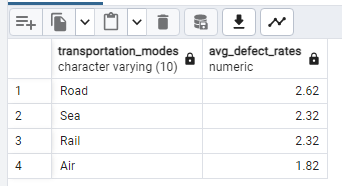 transportation_modes avg_defect_rates
character varying (10) numeric
1 Road 2.62
2 Sea 2.32
3 Rail 2.32
4 Air 1.82